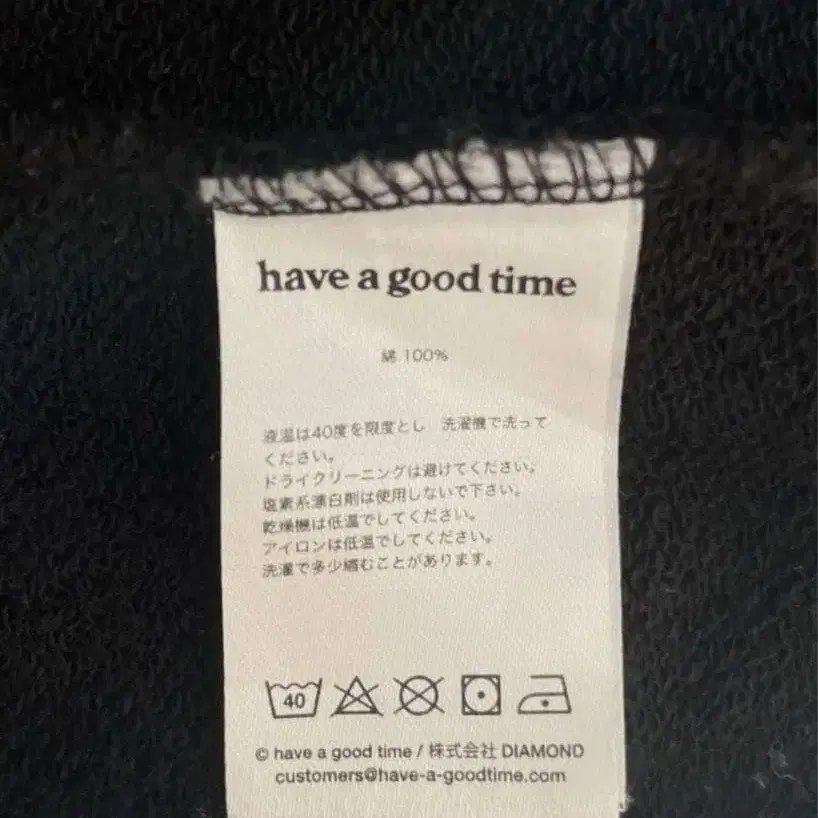 have a good time
綿 100%
液温は40度を限度とし 洗濯機で洗って
ください。
ドライクリーニングは避けてください。
塩素系漂白剤は使用しないで下さい。
乾燥機は低温でしてください。
アイロンは低温でしてください。
洗濯で多少縮むことがあります。
40
© have a good time / 株式会社 DIAMOND
customers@have-a-goodtime.com